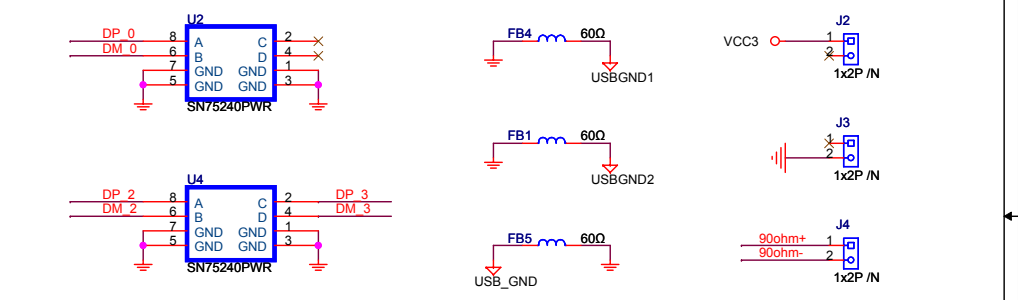 U2
DP_0 8 A C 2
DM_0 6 B D 4
7 GND GND 1
5 GND GND 3
SN75240PWR
FB4 60Ω
USBGND1
J2
VCC3 1
2
1x2P /N
FB1 60Ω
USBGND2
J3
1
2
1x2P /N
U4
DP_2 8 A C 2 DP_3
DM_2 6 B D 4 DM_3
7 GND GND 1
5 GND GND 3
SN75240PWR
FB5 60Ω
USB_GND
J4
90ohm+ 1
90ohm- 2
1x2P /N